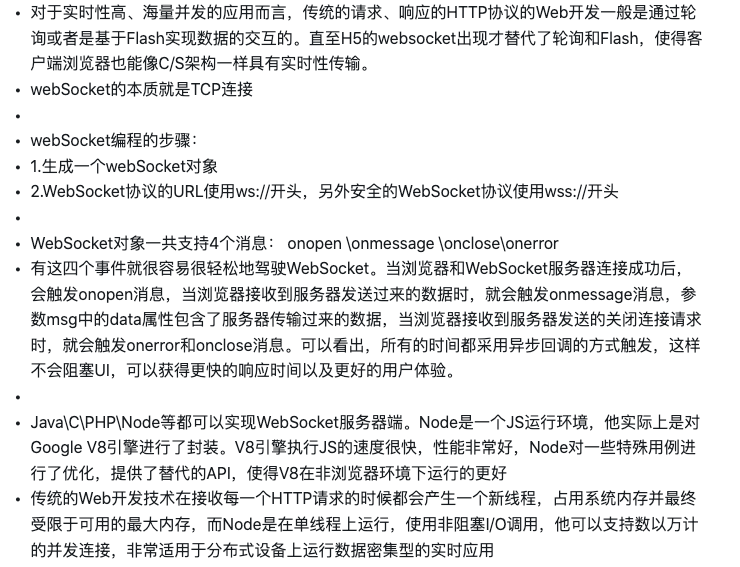 • 对于实时性高、海量并发的应用而言，传统的请求、响应的HTTP协议的Web开发一般是通过轮
询或者是基于Flash实现数据的交互的。直至H5的websocket出现才替代了轮询和Flash，使得客
户端浏览器也能像C/S架构一样具有实时性传输。
• webSocket的本质就是TCP连接
•
• webSocket编程的步骤：
• 1.生成一个webSocket对象
• 2.WebSocket协议的URL使用ws://开头，另外安全的WebSocket协议使用wss://开头
•
• WebSocket对象一共支持4个消息： onopen \onmessage \onclose\onerror
• 有这四个事件就很容易很轻松地驾驶WebSocket。当浏览器和WebSocket服务器连接成功后，
会触发onopen消息，当浏览器接收到服务器发送过来的数据时，就会触发onmessage消息，参
数msg中的data属性包含了服务器传输过来的数据，当浏览器接收到服务器发送的关闭连接请求
时，就会触发onerror和onclose消息。可以看出，所有的时间都采用异步回调的方式触发，这样
不会阻塞UI，可以获得更快的响应时间以及更好的用户体验。
•
• Java\C\PHP\Node等都可以实现WebSocket服务器端。Node是一个JS运行环境，他实际上是对
Google V8引擎进行了封装。V8引擎执行JS的速度很快，性能非常好，Node对一些特殊用例进
行了优化，提供了替代的API，使得V8在非浏览器环境下运行的更好
• 传统的Web开发技术在接收每一个HTTP请求的时候都会产生一个新线程，占用系统内存并最终
受限于可用的最大内存，而Node是在单线程上运行，使用非阻塞I/O调用，他可以支持数以万计
的并发连接，非常适用于分布式设备上运行数据密集型的实时应用